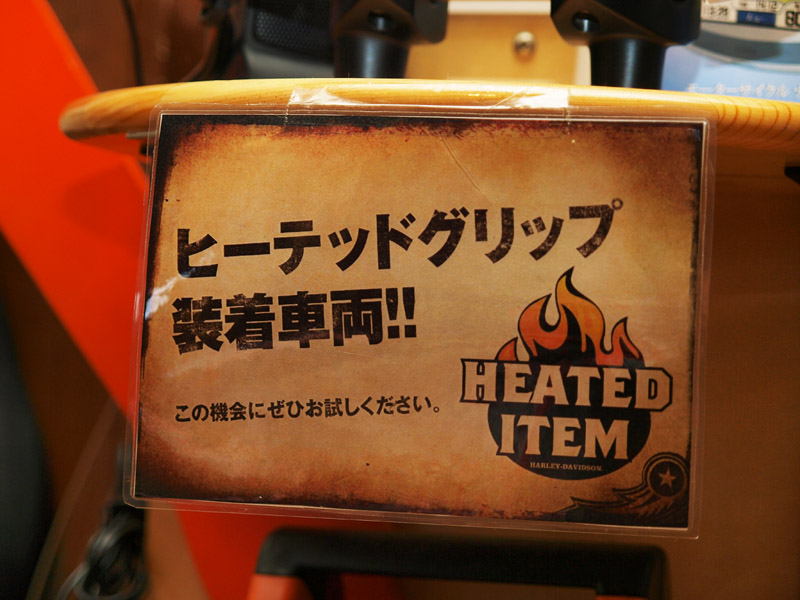 ヒーテッドグリップ
装着車両!!
この機会にぜひお試しください。
HEATED
ITEM
HARLEY-DAVIDSON